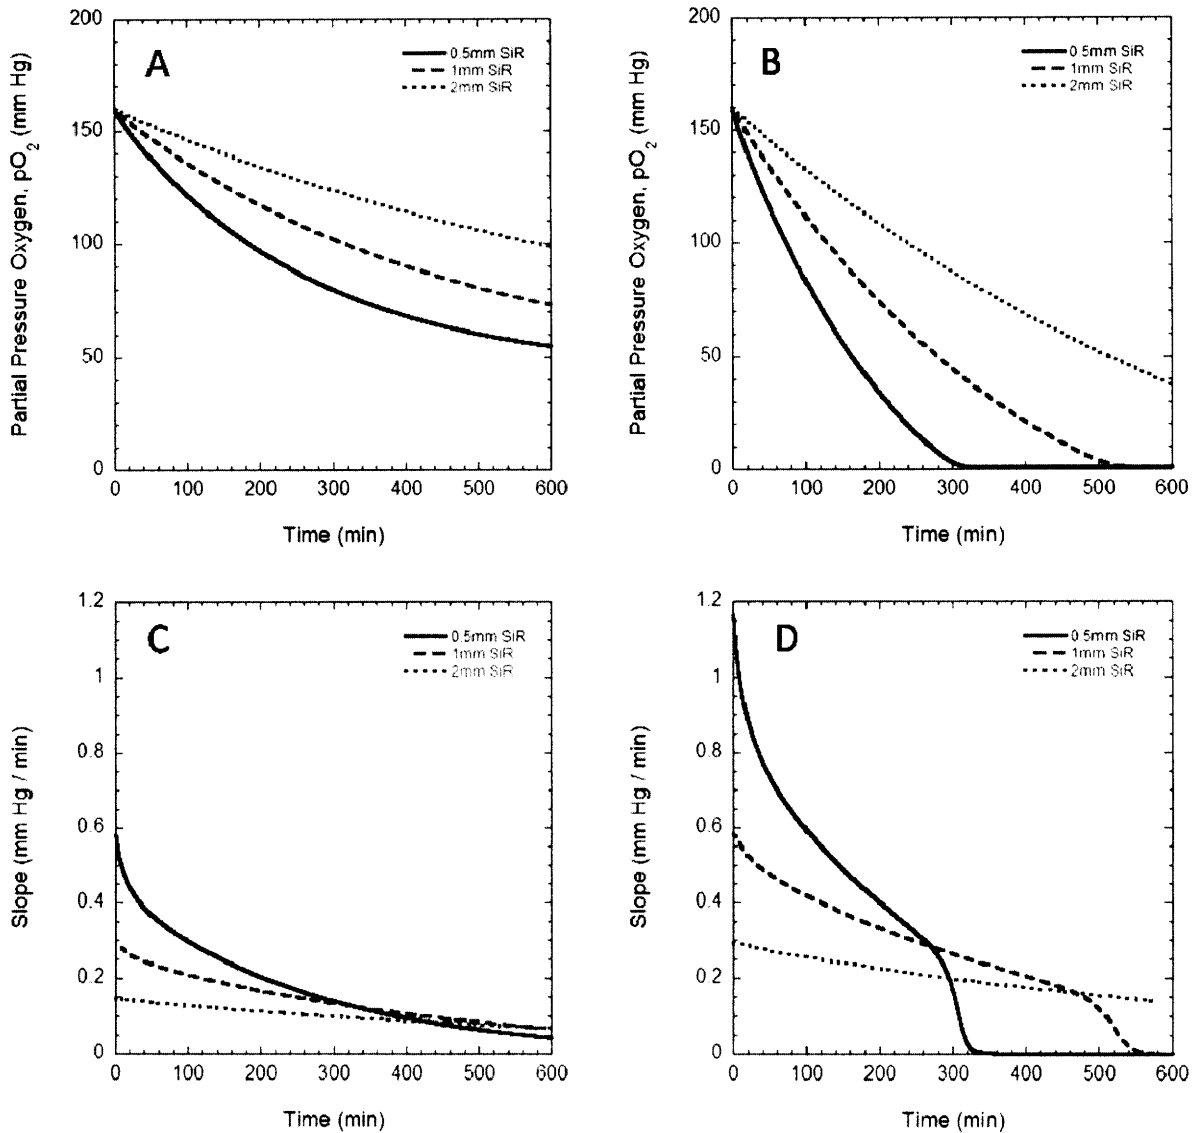 A
0.5mm SiR
1mm SiR
2mm SiR
Partial Pressure Oxygen, pO2 (mm Hg)
200
150
100
50
0
0 100 200 300 400 500 600
Time (min)
B
0.5mm SiR
1mm SiR
2mm SiR
Partial Pressure Oxygen, pO2 (mm Hg)
200
150
100
50
0
0 100 200 300 400 500 600
Time (min)
C
0.5mm SiR
1mm SiR
2mm SiR
Slope (mm Hg / min)
1.2
1
0.8
0.6
0.4
0.2
0
0 100 200 300 400 500 600
Time (min)
D
0.5mm SiR
1mm SiR
2mm SiR
Slope (mm Hg / min)
1.2
1
0.8
0.6
0.4
0.2
0
0 100 200 300 400 500 600
Time (min)